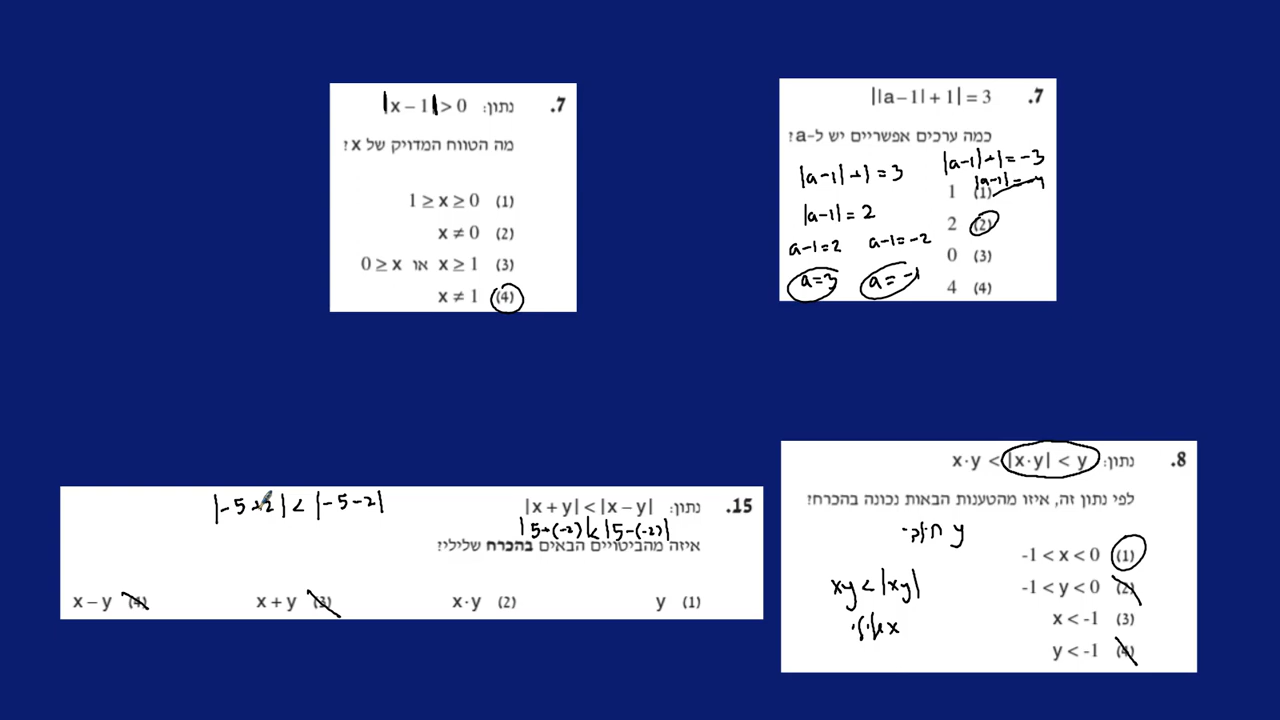 .7 נתון: |x − 1| > 0
מה הטווח המדויק של x?
(1) 1 ≥ x ≥ 0
(2) x ≠ 0
(3) x ≥ 1 או 0 ≥ x
(4) x ≠ 1
.7 ||a − 1| + 1| = 3
כמה ערכים אפשריים יש ל-a?
(1) 1
(2) 2
(3) 0
(4) 4
|a-1|+1=3
|a-1|=2
a-1=2 a-1=-2
a=3 a=-1
|a-1|+1=-3
|a-1|=-4
.15 נתון: |x + y| < |x − y|
|5+(-2)|<|5-(-2)|
|-5+2| < |-5-2|
איזה מהביטויים הבאים בהכרח שלילי?
(1) y (2) x·y (3) x + y (4) x − y
.8 נתון: x·y < |x·y| < y
לפי נתון זה, איזו מהטענות הבאות נכונה בהכרח?
(1) -1 < x < 0
(2) -1 < y < 0
(3) x < -1
(4) y < -1
y חיובי
xy<|xy|
x שלילי